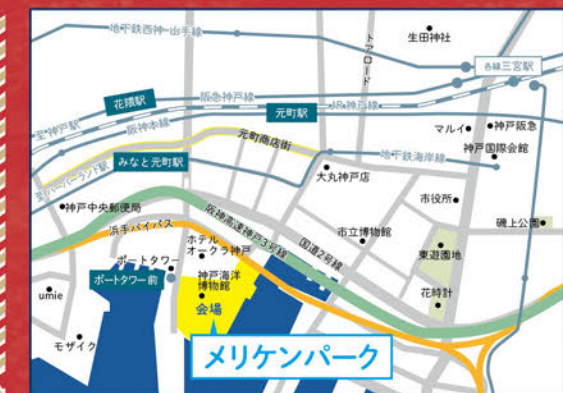 地下鉄西神・山手線
トアロード
生田神社
各線三宮駅
花隈駅
阪急神戸線
元町駅
JR神戸線
至神戸駅
阪神本線
元町商店街
マルイ
神戸阪急
神戸国際会館
至ハーバーランド駅
みなと元町駅
地下鉄海岸線
大丸神戸店
市役所
神戸中央郵便局
浜手バイパス
阪神高速神戸3号線
国道2号線
市立博物館
磯上公園
東遊園地
花時計
ホテル
オークラ神戸
ポートタワー
ポートタワー前
神戸海洋
博物館
会場
umie
モザイク
メリケンパーク